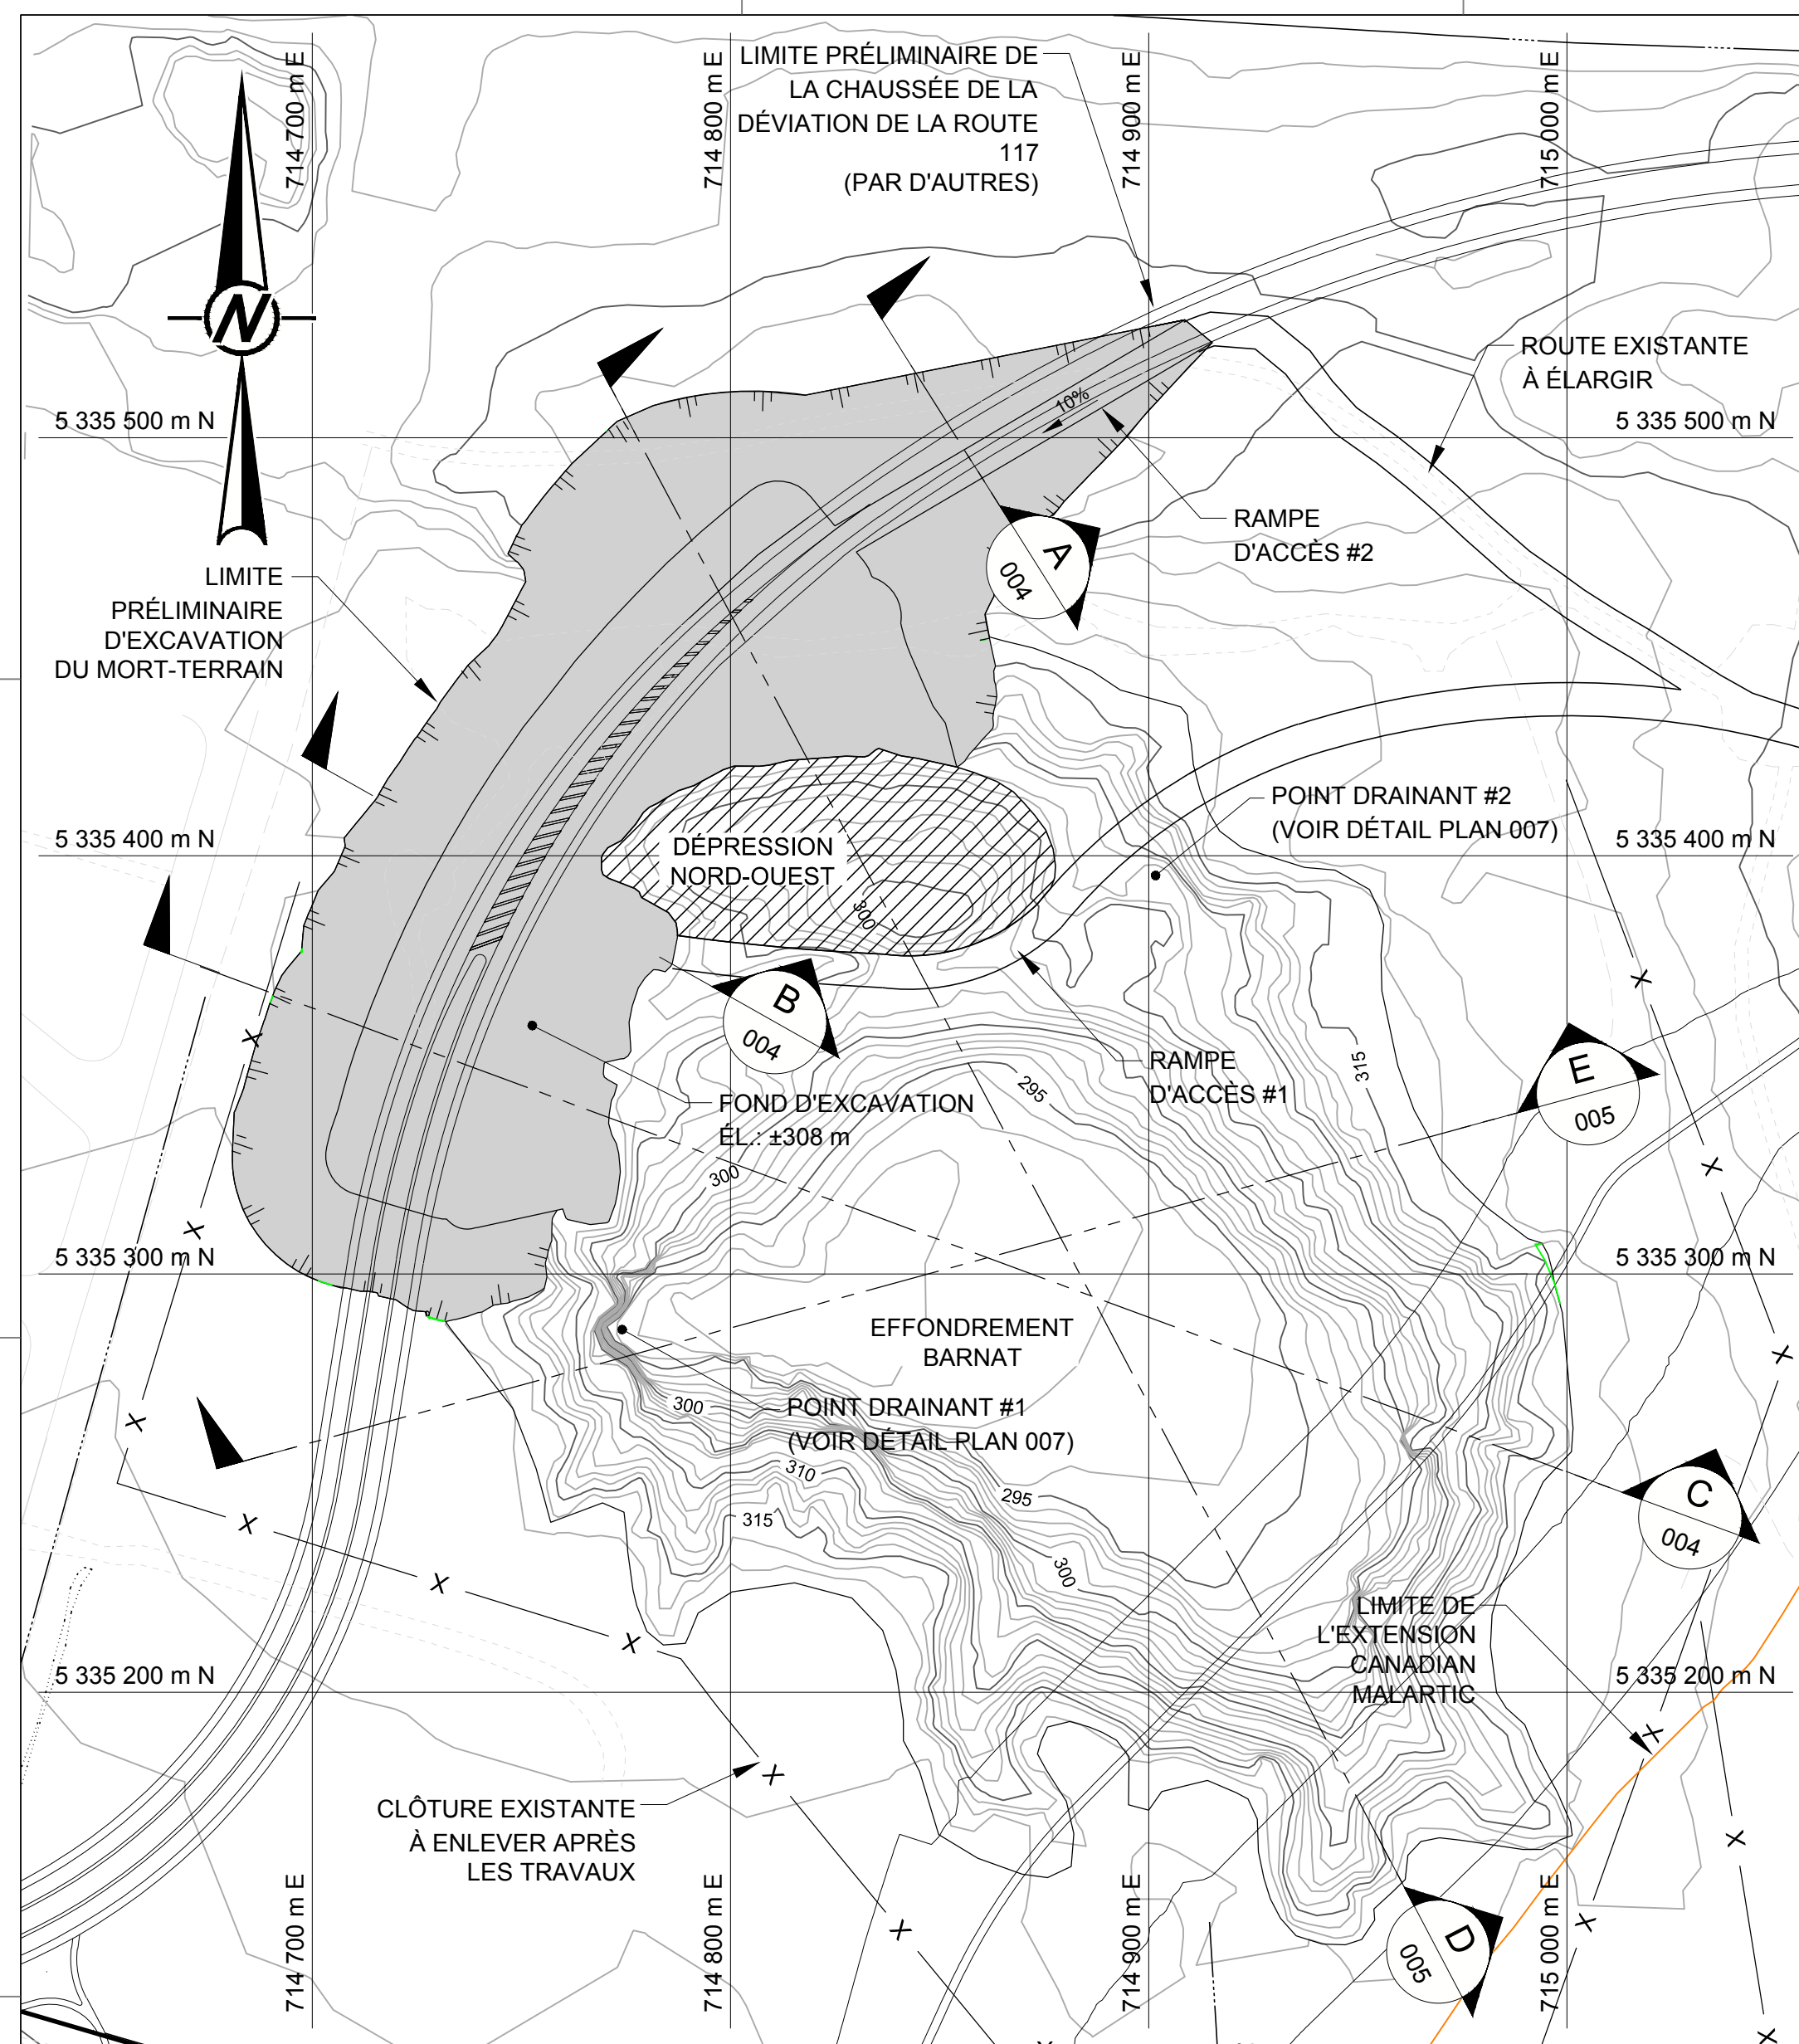 714 700 m E
714 800 m E
714 900 m E
715 000 m E
LIMITE PRÉLIMINAIRE DE
LA CHAUSSÉE DE LA
DÉVIATION DE LA ROUTE
117
(PAR D'AUTRES)
N
ROUTE EXISTANTE
À ÉLARGIR
10%
5 335 500 m N
5 335 500 m N
RAMPE
D'ACCÈS #2
A
004
LIMITE
PRÉLIMINAIRE
D'EXCAVATION
DU MORT-TERRAIN
POINT DRAINANT #2
(VOIR DÉTAIL PLAN 007)
5 335 400 m N
5 335 400 m N
DÉPRESSION
NORD-OUEST
300
X
B
004
X
RAMPE
D'ACCÈS #1
315
E
005
295
FOND D'EXCAVATION
ÉL.: ±308 m
300
X
X
5 335 300 m N
5 335 300 m N
EFFONDREMENT
BARNAT
X
300
POINT DRAINANT #1
(VOIR DÉTAIL PLAN 007)
X
310
295
C
004
315
X
300
X
X
LIMITE DE
L'EXTENSION
CANADIAN
MALARTIC
5 335 200 m N
5 335 200 m N
X
X
CLÔTURE EXISTANTE
À ENLEVER APRÈS
LES TRAVAUX
X
X
X
D
005
714 700 m E
714 800 m E
714 900 m E
715 000 m E
X